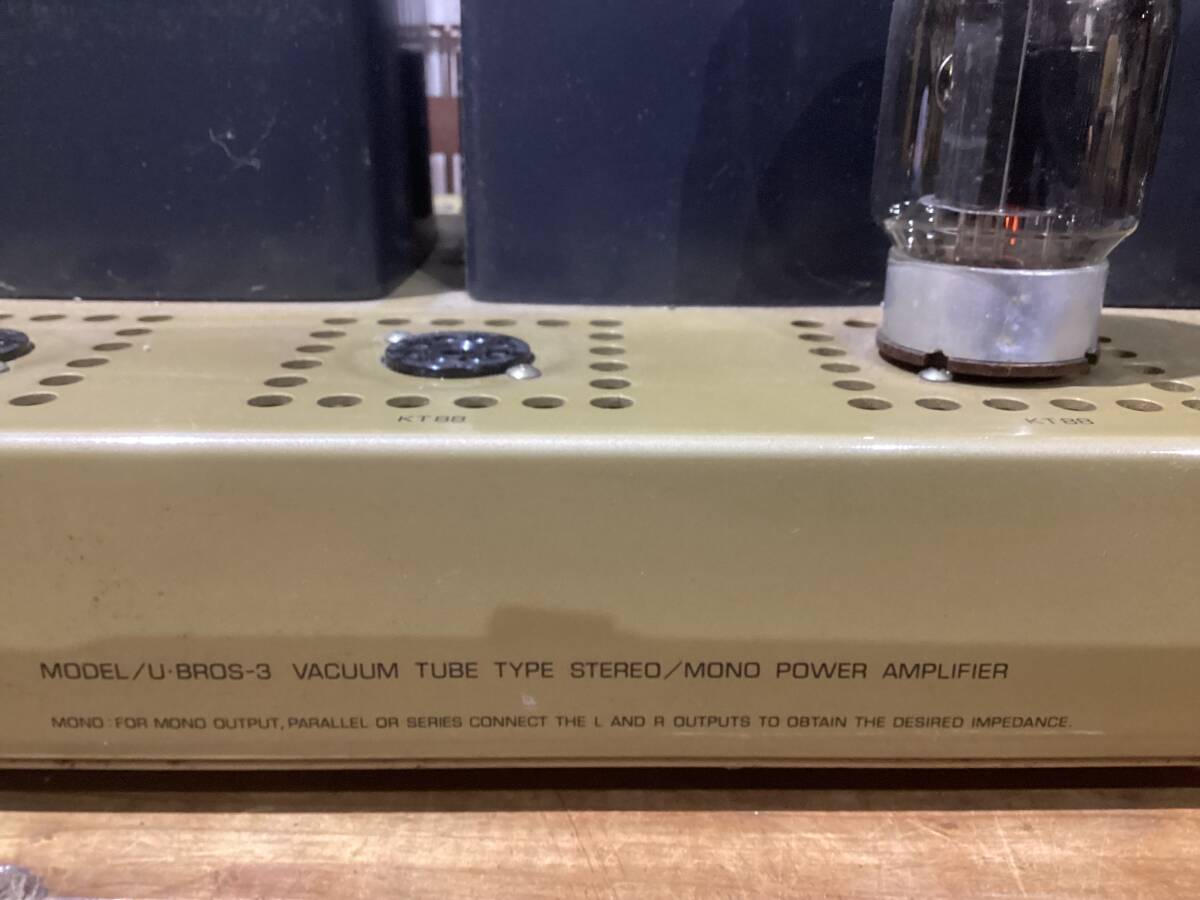 KT88 KT88
MODEL/U·BROS-3 VACUUM TUBE TYPE STEREO/MONO POWER AMPLIFIER
MONO:FOR MONO OUTPUT, PARALLEL OR SERIES CONNECT THE L AND R OUTPUTS TO OBTAIN THE DESIRED IMPEDANCE.